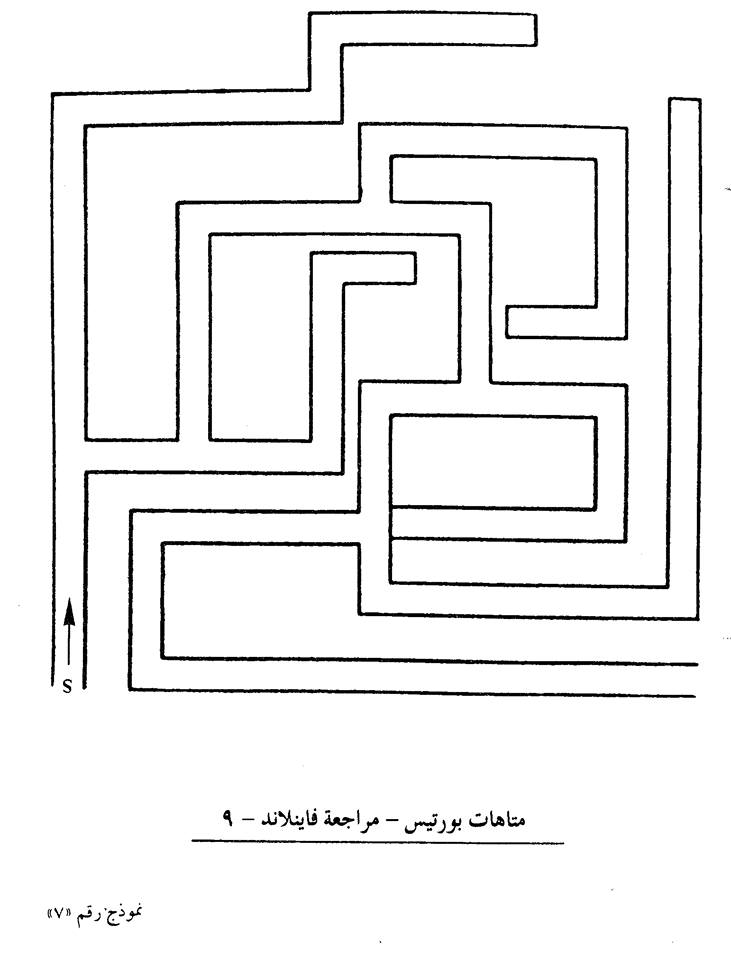 S
متاهات بورتيس – مراجعة فاينلاند – ٩
نموذج رقم «٧»